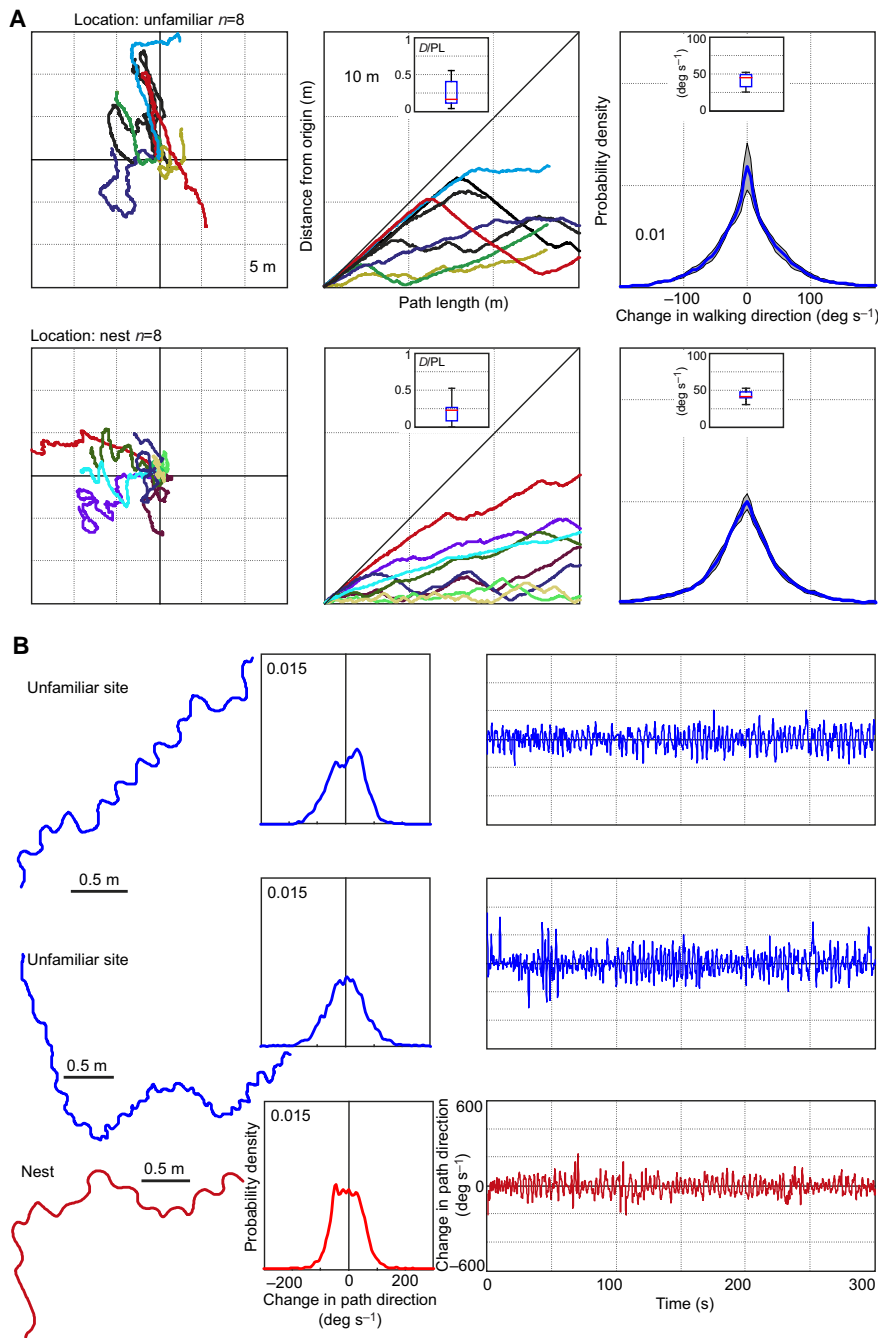 A
Location: unfamiliar n=8
5 m
Distance from origin (m)
10 m
D/PL
1
0.5
0
Path length (m)
Probability density
0.01
(deg s−1)
100
50
0
−100 0 100
Change in walking direction (deg s−1)
Location: nest n=8
D/PL
1
0.5
0
(deg s−1)
100
50
0
B
Unfamiliar site
0.5 m
0.015
Unfamiliar site
0.5 m
0.015
Nest
0.5 m
Probability density
0.015
−200 0 200
Change in path direction
(deg s−1)
Change in path direction
(deg s−1)
600
0
−600
0 100 200 300
Time (s)